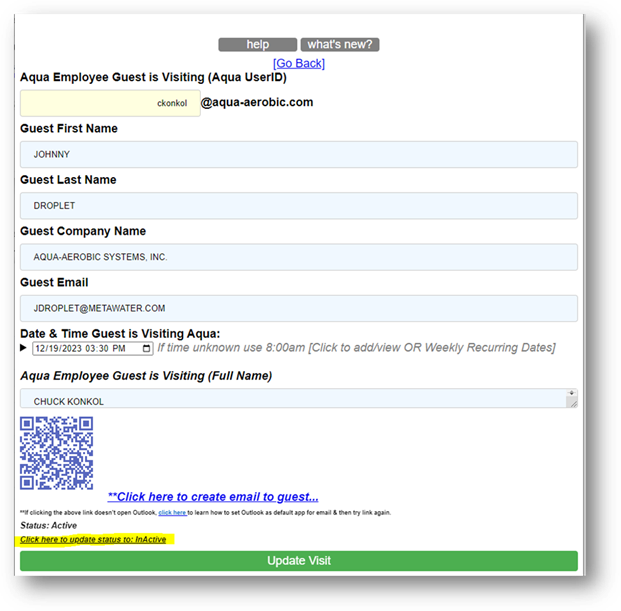 help what's new?
[Go Back]
Aqua Employee Guest is Visiting (Aqua UserID)
ckonkol @aqua-aerobic.com
Guest First Name
JOHNNY
Guest Last Name
DROPLET
Guest Company Name
AQUA-AEROBIC SYSTEMS, INC.
Guest Email
JDROPLET@METAWATER.COM
Date & Time Guest is Visiting Aqua:
12/19/2023 03:30 PM If time unknown use 8:00am [Click to add/view OR Weekly Recurring Dates]
Aqua Employee Guest is Visiting (Full Name)
CHUCK KONKOL
**Click here to create email to guest...
**If clicking the above link doesn't open Outlook, click here to learn how to set Outlook as default app for email & then try link again.
Status: Active
Click here to update status to: InActive
Update Visit